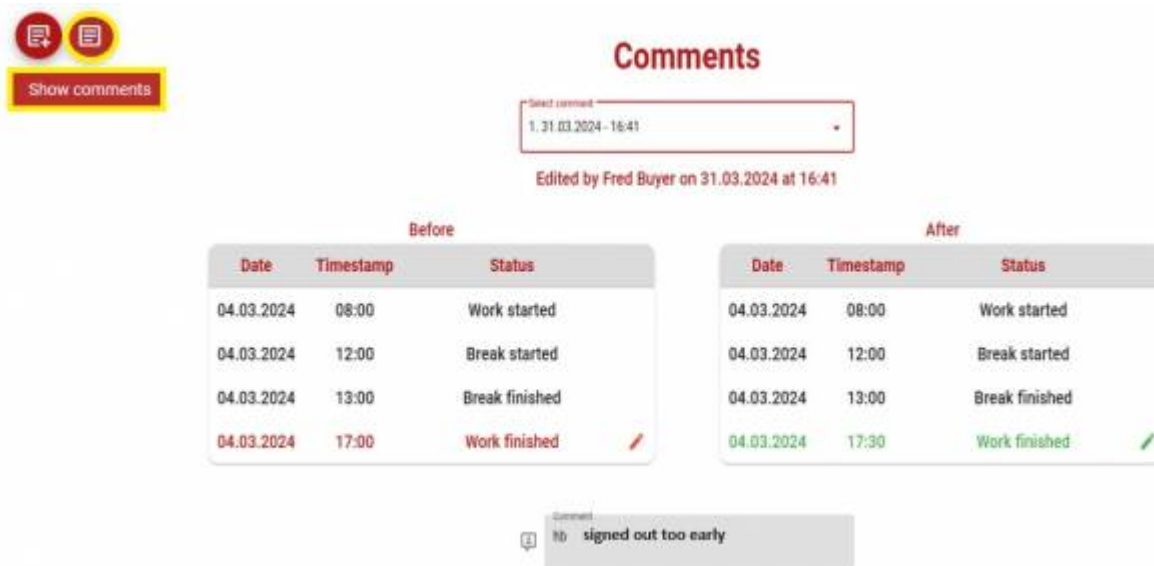 Show comments
Comments
Select comment
1. 31.03.2024 - 16:41
Edited by Fred Buyer on 31.03.2024 at 16:41
Before
Date Timestamp Status
04.03.2024 08:00 Work started
04.03.2024 12:00 Break started
04.03.2024 13:00 Break finished
04.03.2024 17:00 Work finished
After
Date Timestamp Status
04.03.2024 08:00 Work started
04.03.2024 12:00 Break started
04.03.2024 13:00 Break finished
04.03.2024 17:30 Work finished
Comment
signed out too early